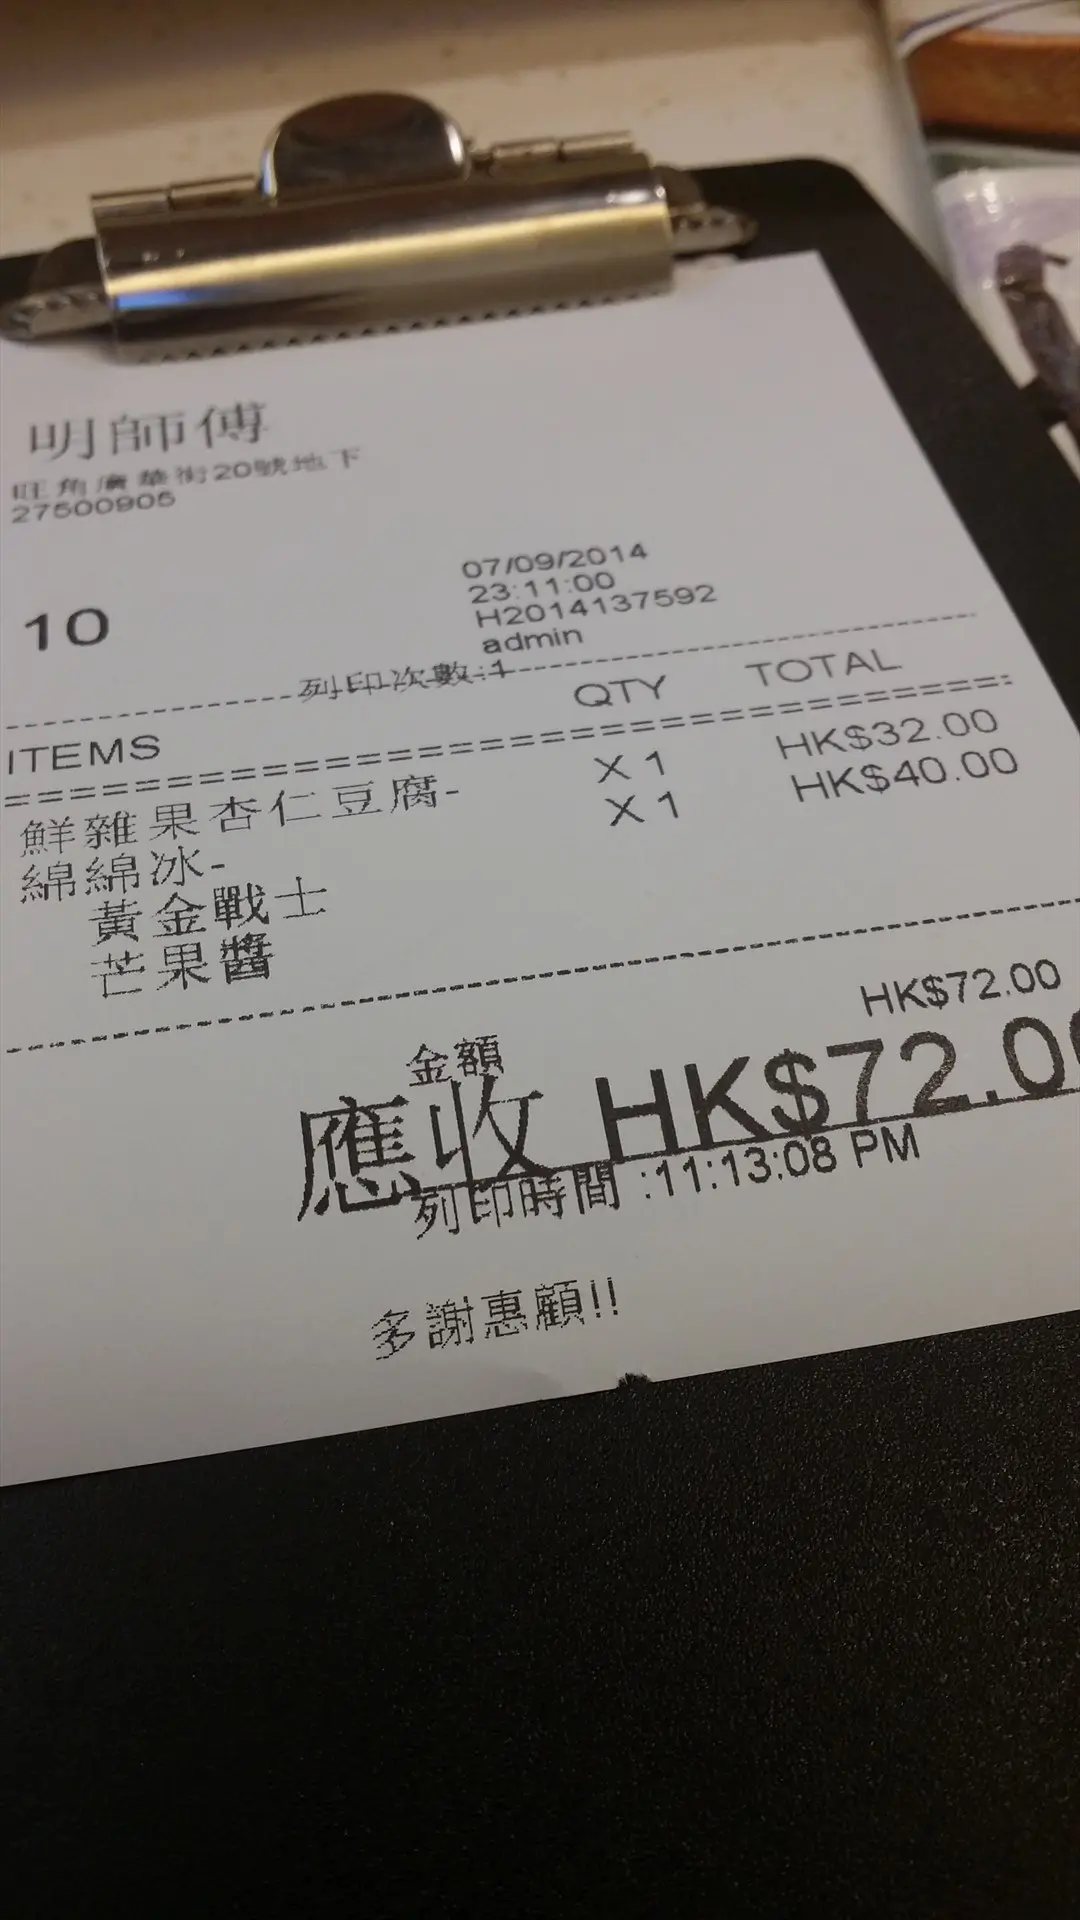 明師傅
旺角廣華街20號地下
27500905
07/09/2014
23:11:00
10
H2014137592
admin
列印次數:1
ITEMS QTY TOTAL
鮮雜果杏仁豆腐- X 1 HK$32.00
綿綿冰- X 1 HK$40.00
黃金戰士
芒果醬
HK$72.00
金額
應收 HK$72.00
列印時間 :11:13:08 PM
多謝惠顧!!